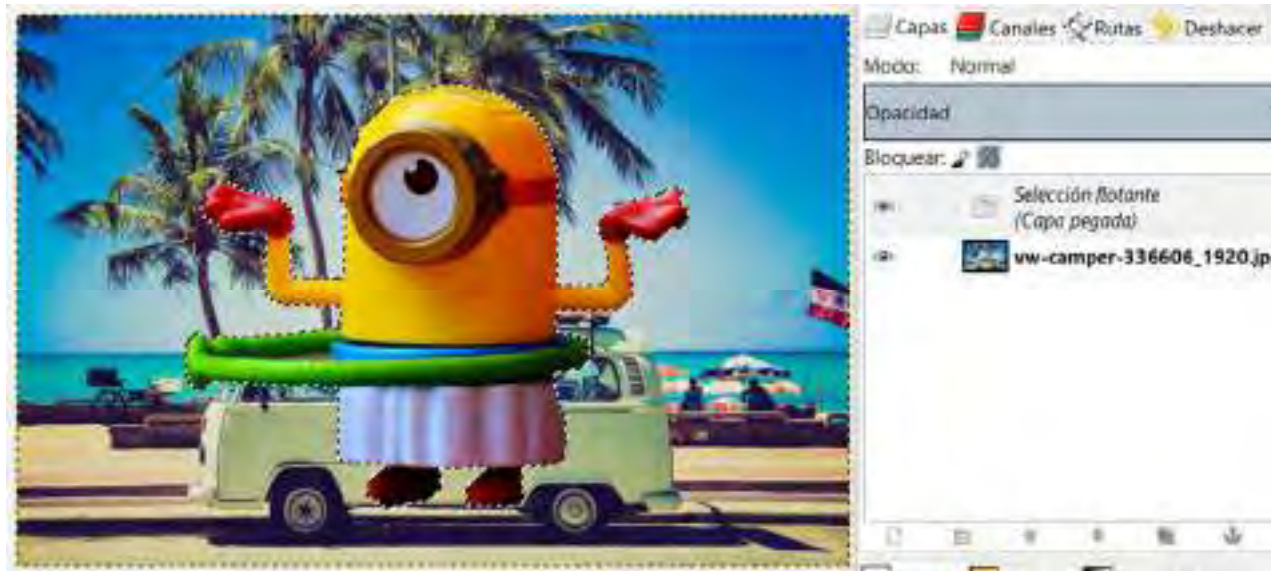 Capas Canales Rutas Deshacer
Modo: Normal
Opacidad
Bloquear:
Selección flotante
(Capa pegada)
vw-camper-336606_1920.jp